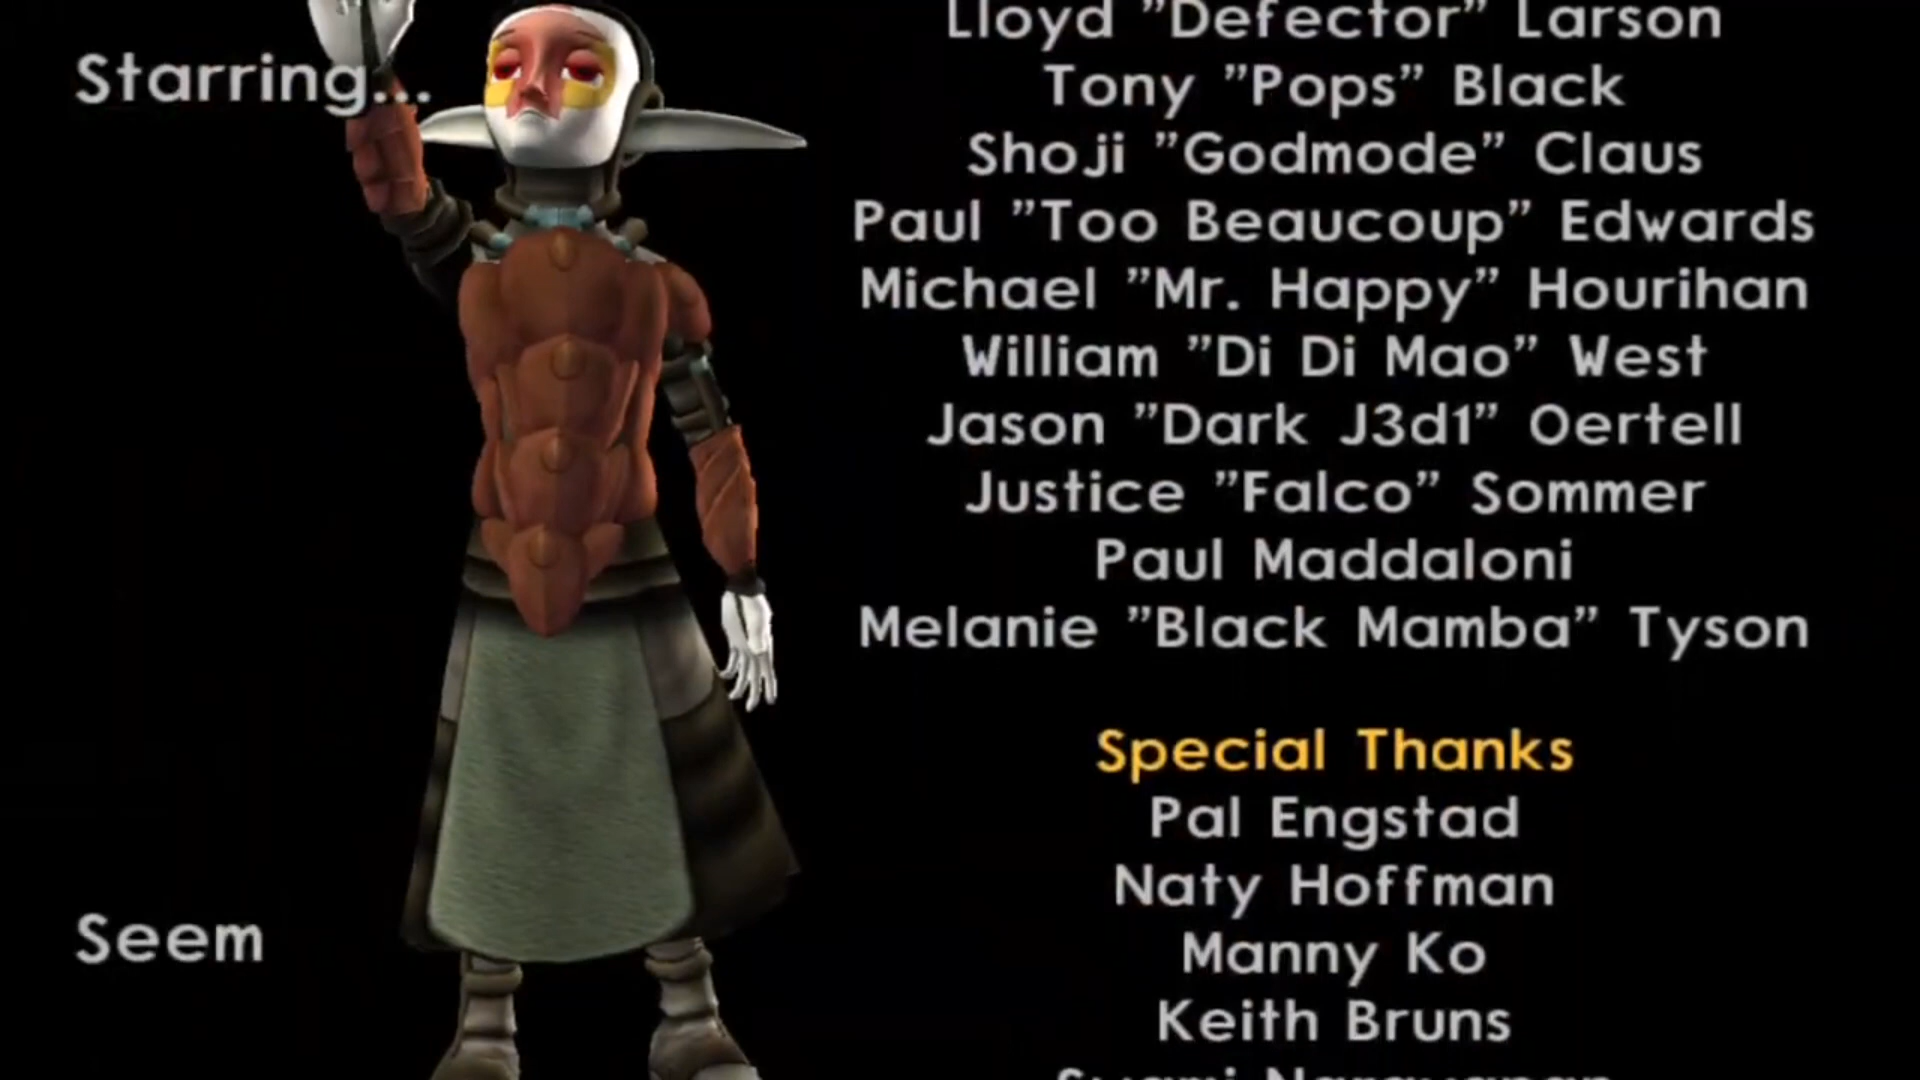 Starring...
Seem
Lloyd "Defector" Larson
Tony "Pops" Black
Shoji "Godmode" Claus
Paul "Too Beaucoup" Edwards
Michael "Mr. Happy" Hourihan
William "Di Di Mao" West
Jason "Dark J3d1" Oertell
Justice "Falco" Sommer
Paul Maddaloni
Melanie "Black Mamba" Tyson
Special Thanks
Pal Engstad
Naty Hoffman
Manny Ko
Keith Bruns
Swami Narayanan